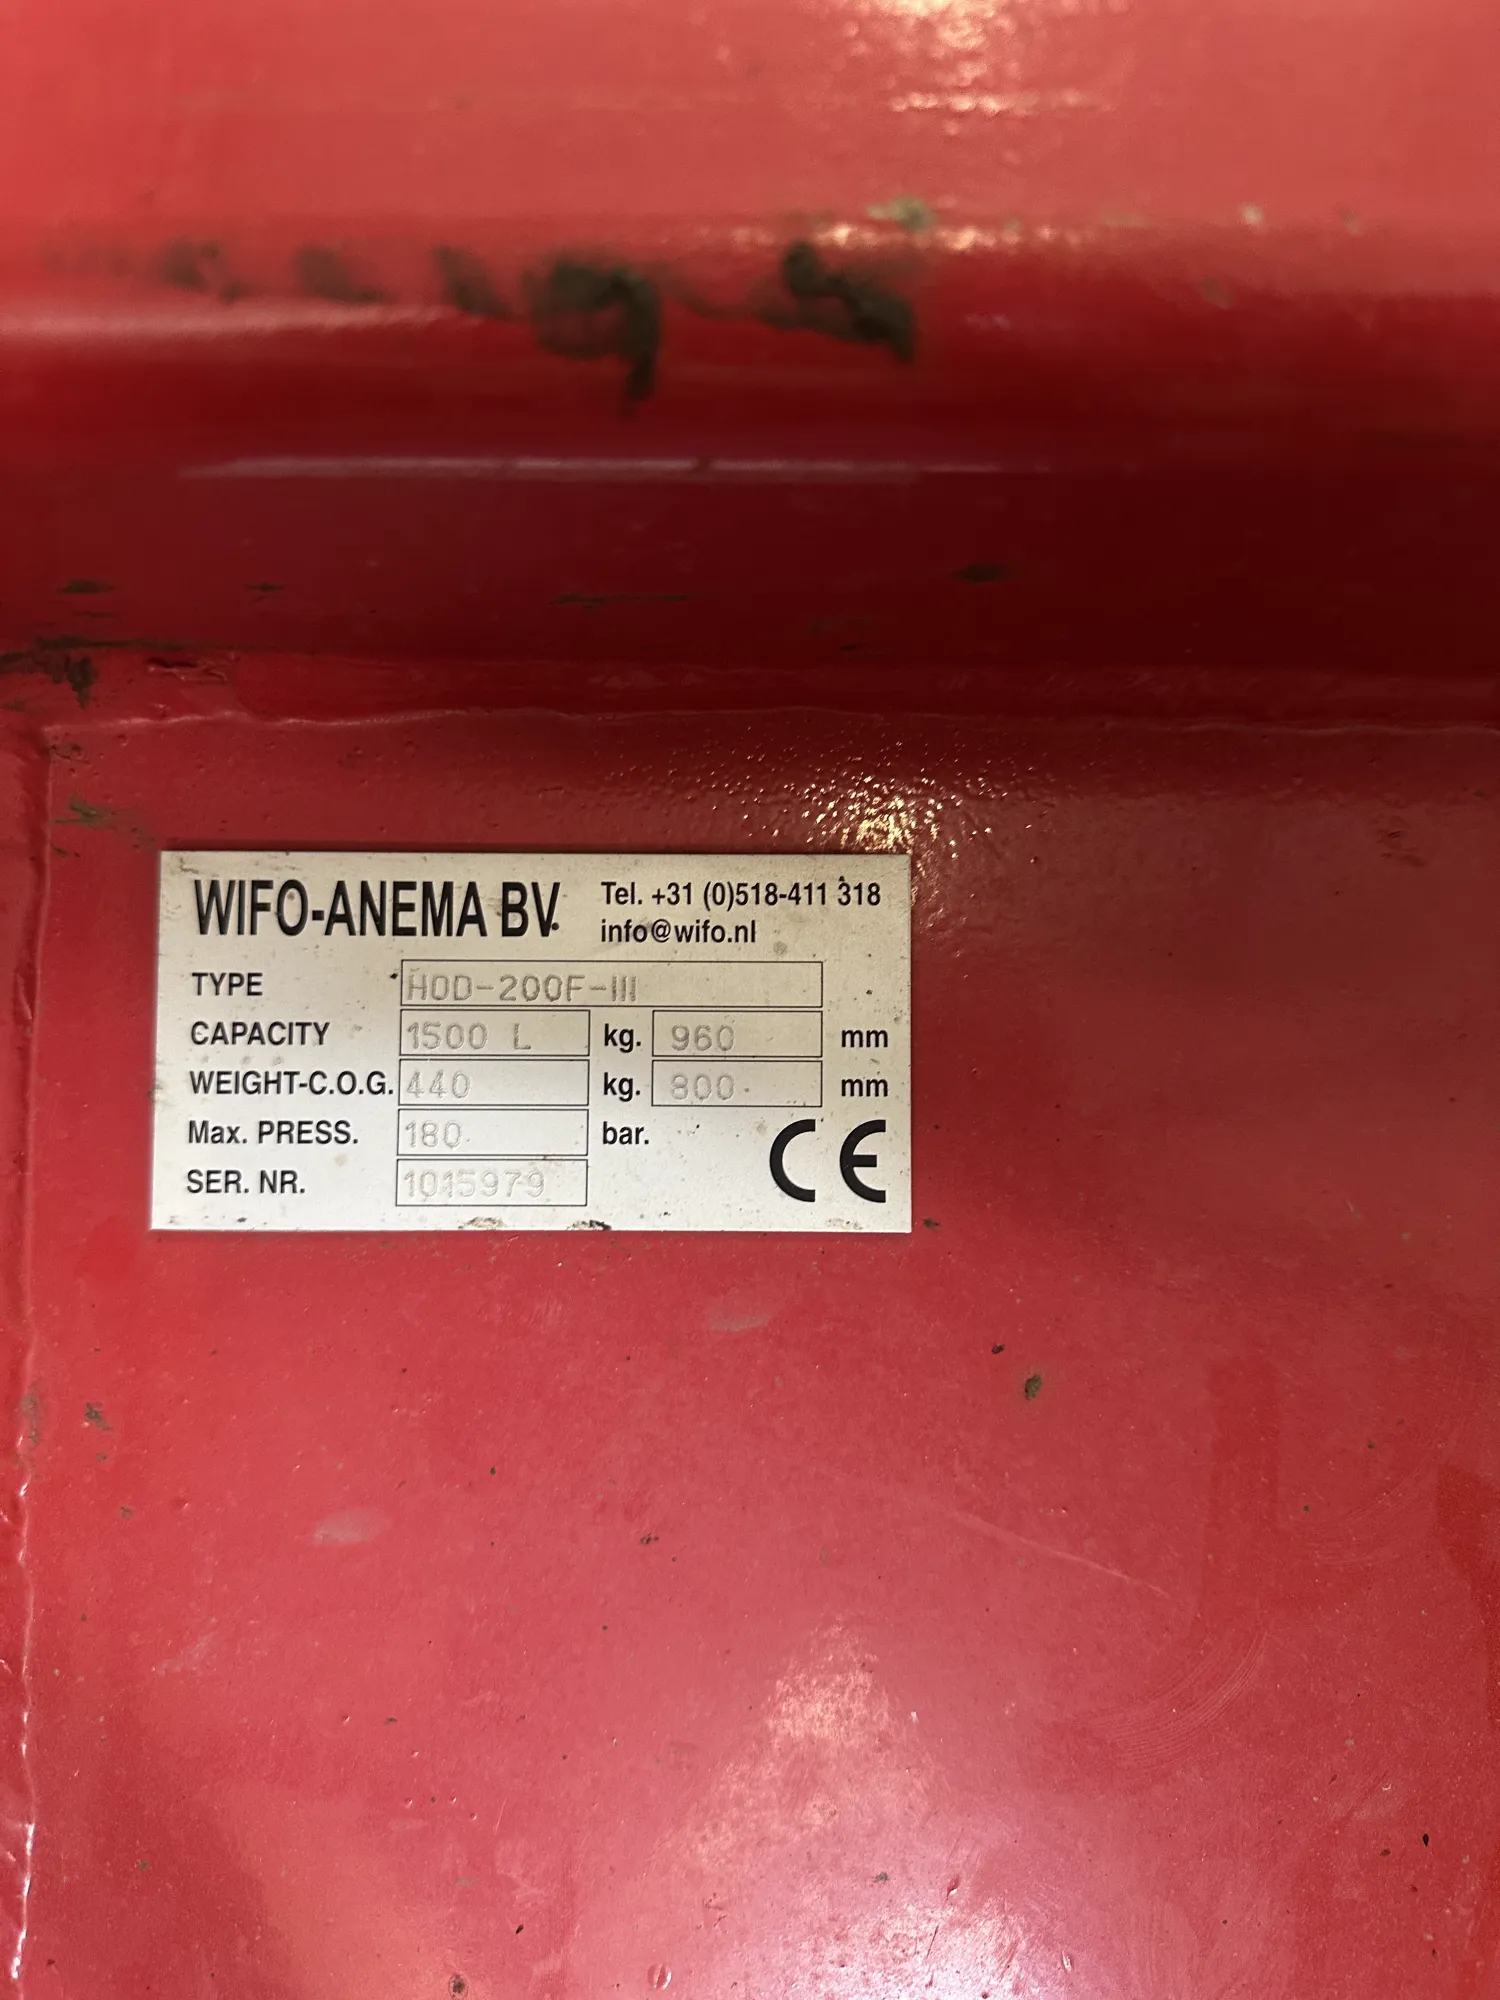 WIFO-ANEMA BV.
Tel. +31 (0)518-411 318
info@wifo.nl
TYPE HOD-200F-III
CAPACITY 1500 L kg. 960 mm
WEIGHT-C.O.G. 440 kg. 800 mm
Max. PRESS. 180 bar.
SER. NR. 1015979
CE